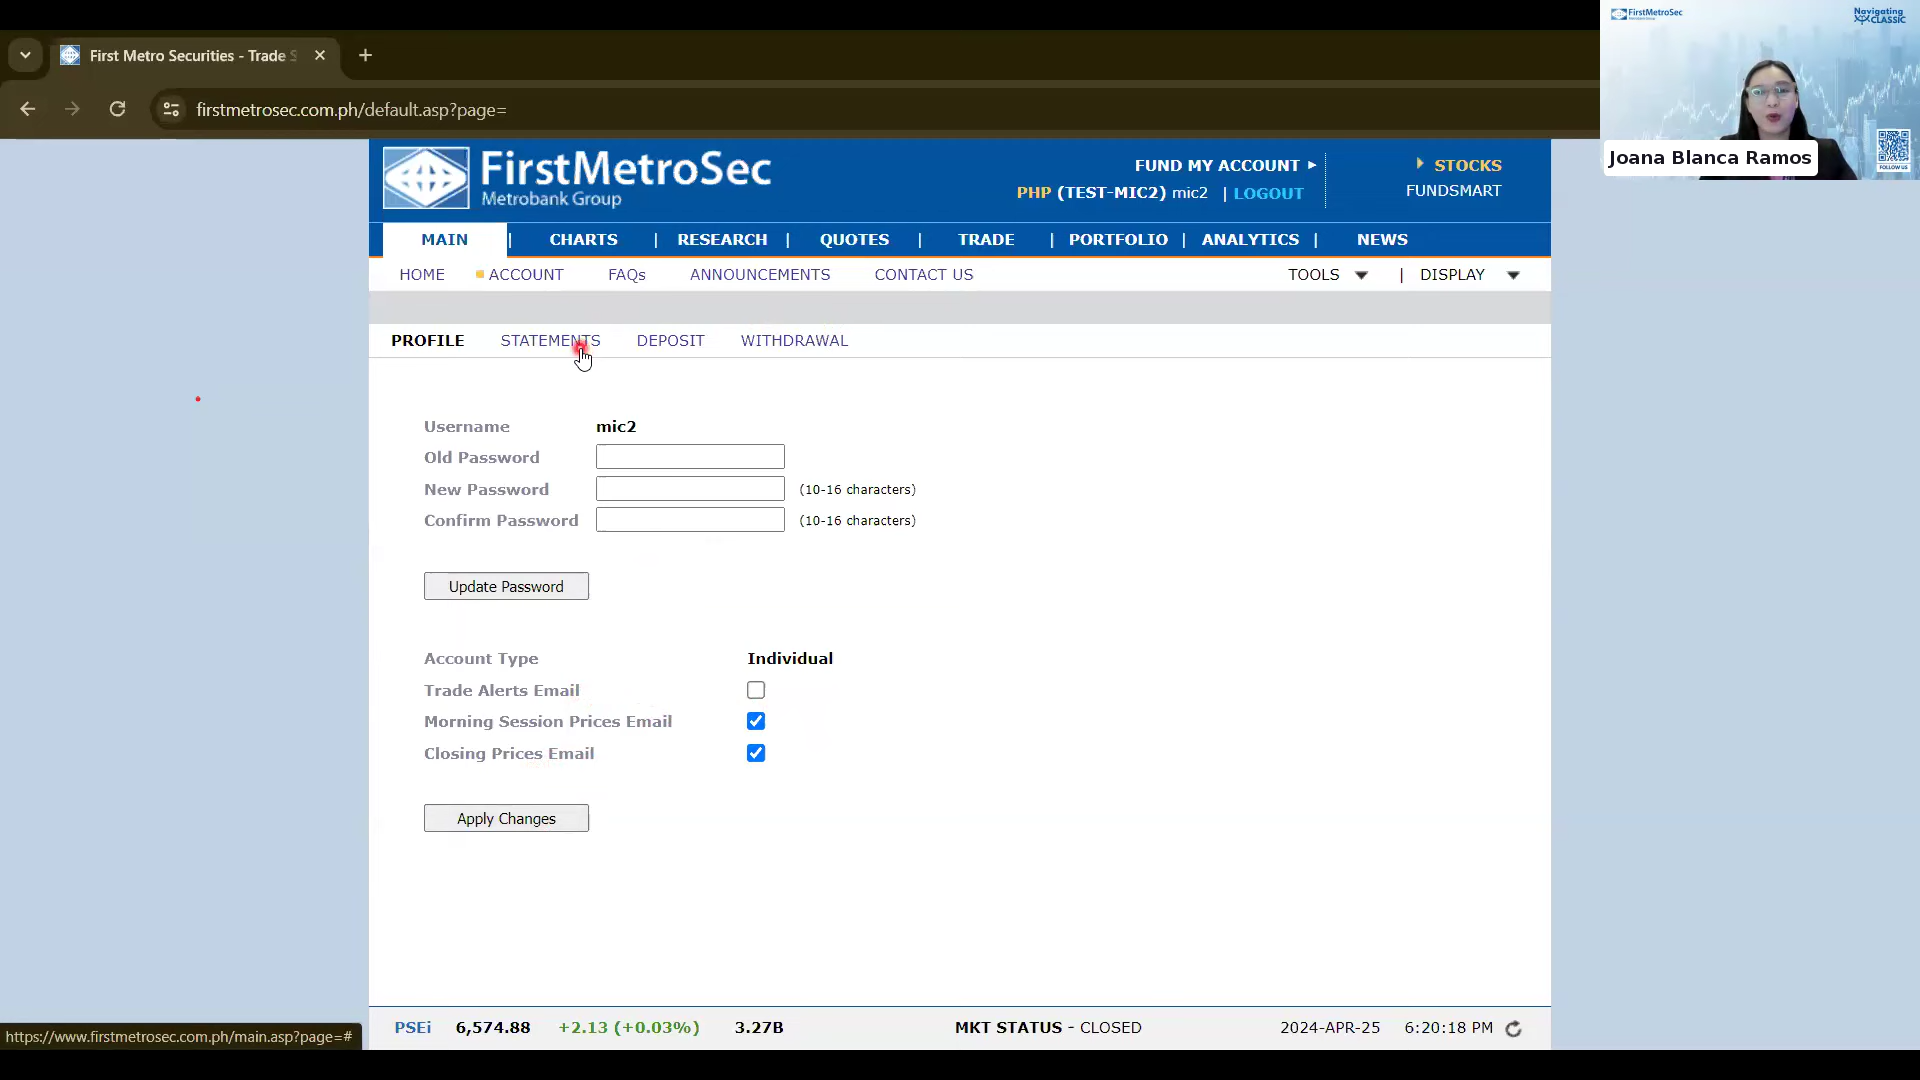 First Metro Securities - Trade S
firstmetrosec.com.ph/default.asp?page=
FirstMetroSec
Navigating
CLASSIC
FOLLOW US
Joana Blanca Ramos
FirstMetroSec
Metrobank Group
FUND MY ACCOUNT
STOCKS
PHP (TEST-MIC2) mic2 | LOGOUT
FUNDSMART
MAIN | CHARTS | RESEARCH | QUOTES | TRADE | PORTFOLIO | ANALYTICS | NEWS
HOME ACCOUNT FAQs ANNOUNCEMENTS CONTACT US TOOLS | DISPLAY
PROFILE STATEMENTS DEPOSIT WITHDRAWAL
Username mic2
Old Password
New Password (10-16 characters)
Confirm Password (10-16 characters)
Update Password
Account Type Individual
Trade Alerts Email
Morning Session Prices Email
Closing Prices Email
Apply Changes
PSEi 6,574.88 +2.13 (+0.03%) 3.27B MKT STATUS - CLOSED 2024-APR-25 6:20:18 PM
https://www.firstmetrosec.com.ph/main.asp?page=#